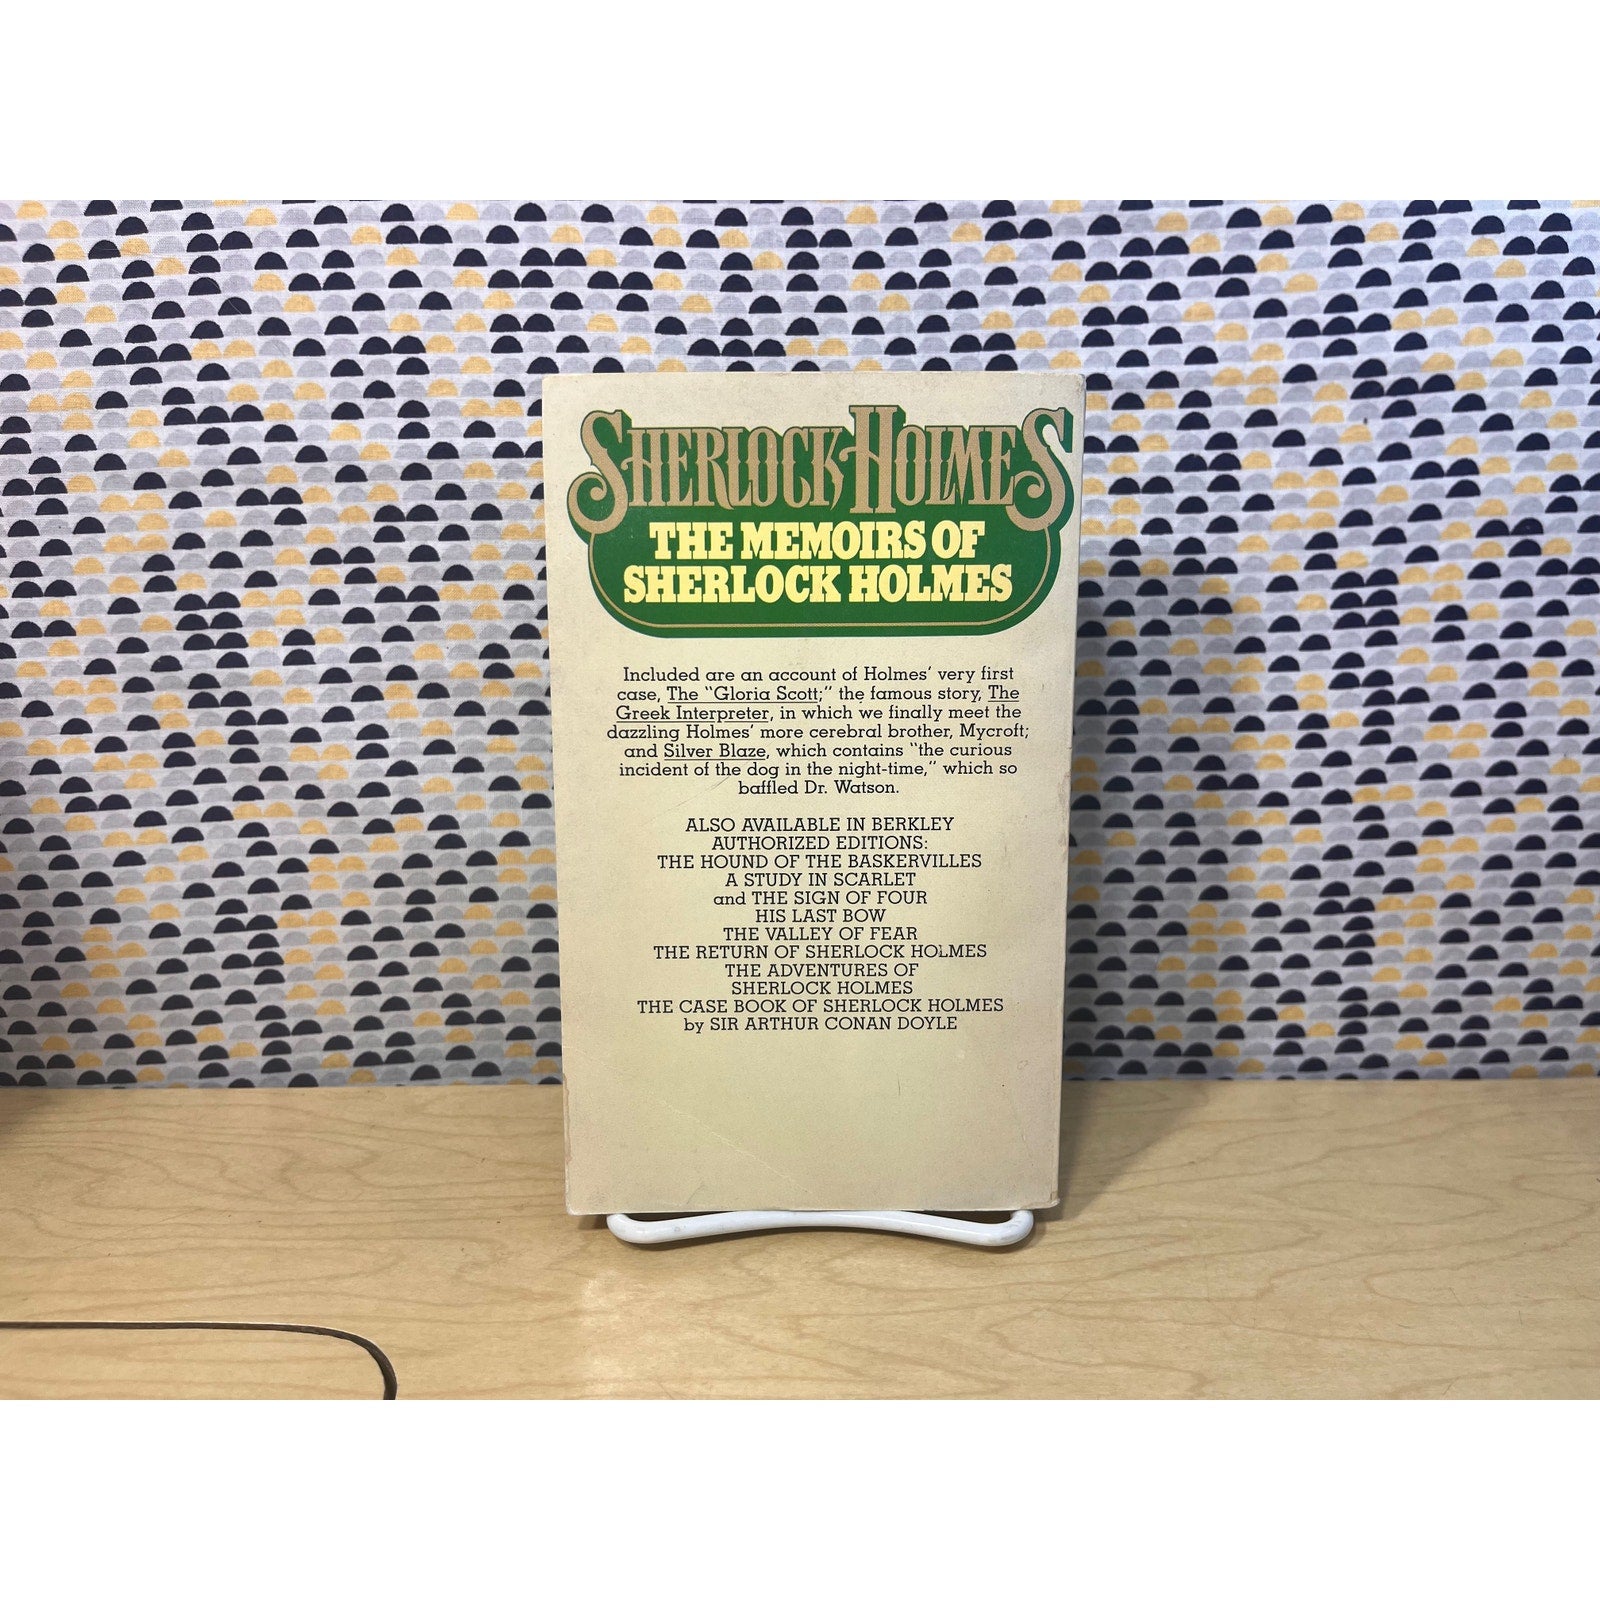 SHERLOCK HOLMES
THE MEMOIRS OF
SHERLOCK HOLMES
Included are an account of Holmes' very first
case, The "Gloria Scott;" the famous story, The
Greek Interpreter, in which we finally meet the
dazzling Holmes' more cerebral brother, Mycroft;
and Silver Blaze, which contains "the curious
incident of the dog in the night-time," which so
baffled Dr. Watson.
ALSO AVAILABLE IN BERKLEY
AUTHORIZED EDITIONS:
THE HOUND OF THE BASKERVILLES
A STUDY IN SCARLET
and THE SIGN OF FOUR
HIS LAST BOW
THE VALLEY OF FEAR
THE RETURN OF SHERLOCK HOLMES
THE ADVENTURES OF
SHERLOCK HOLMES
THE CASE BOOK OF SHERLOCK HOLMES
by SIR ARTHUR CONAN DOYLE